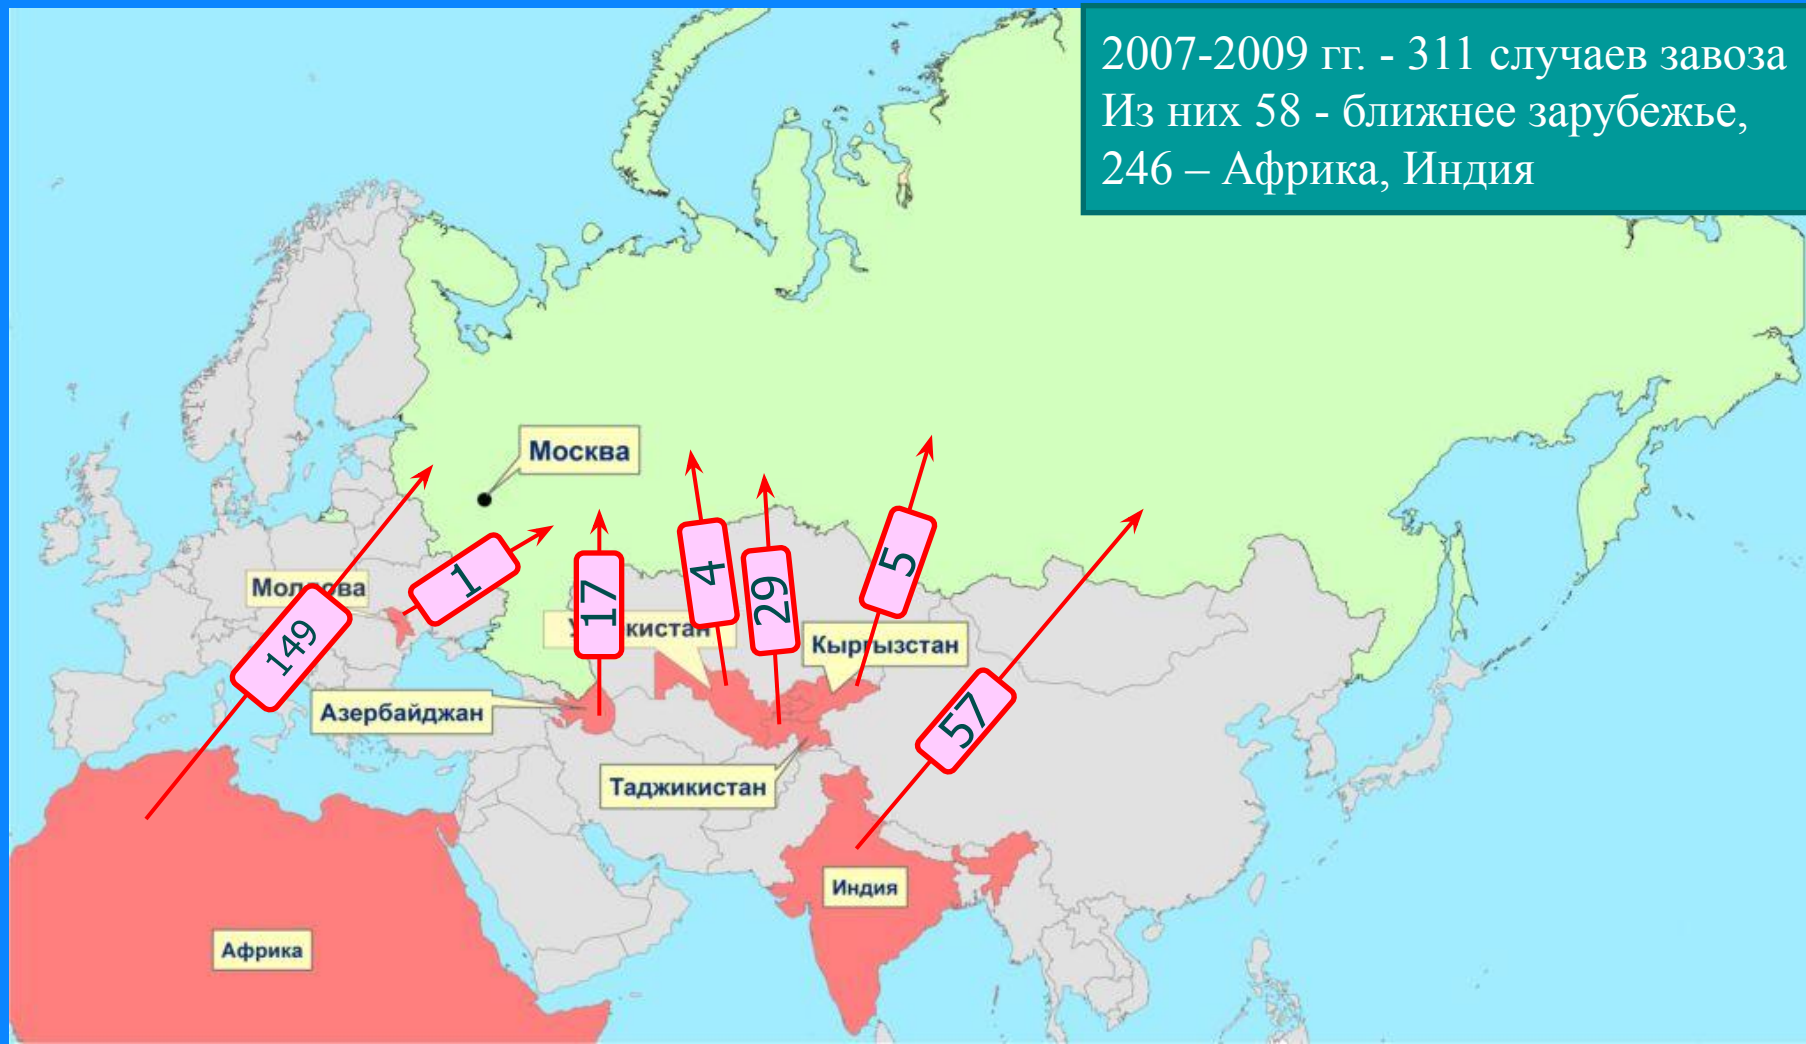 2007-2009 гг. - 311 случаев завоза
Из них 58 - ближнее зарубежье,
246 – Африка, Индия
Москва
1
5
4
17
29
Молдова
149
кистан
Кыргызстан
57
Азербайджан
Таджикистан
Индия
Африка